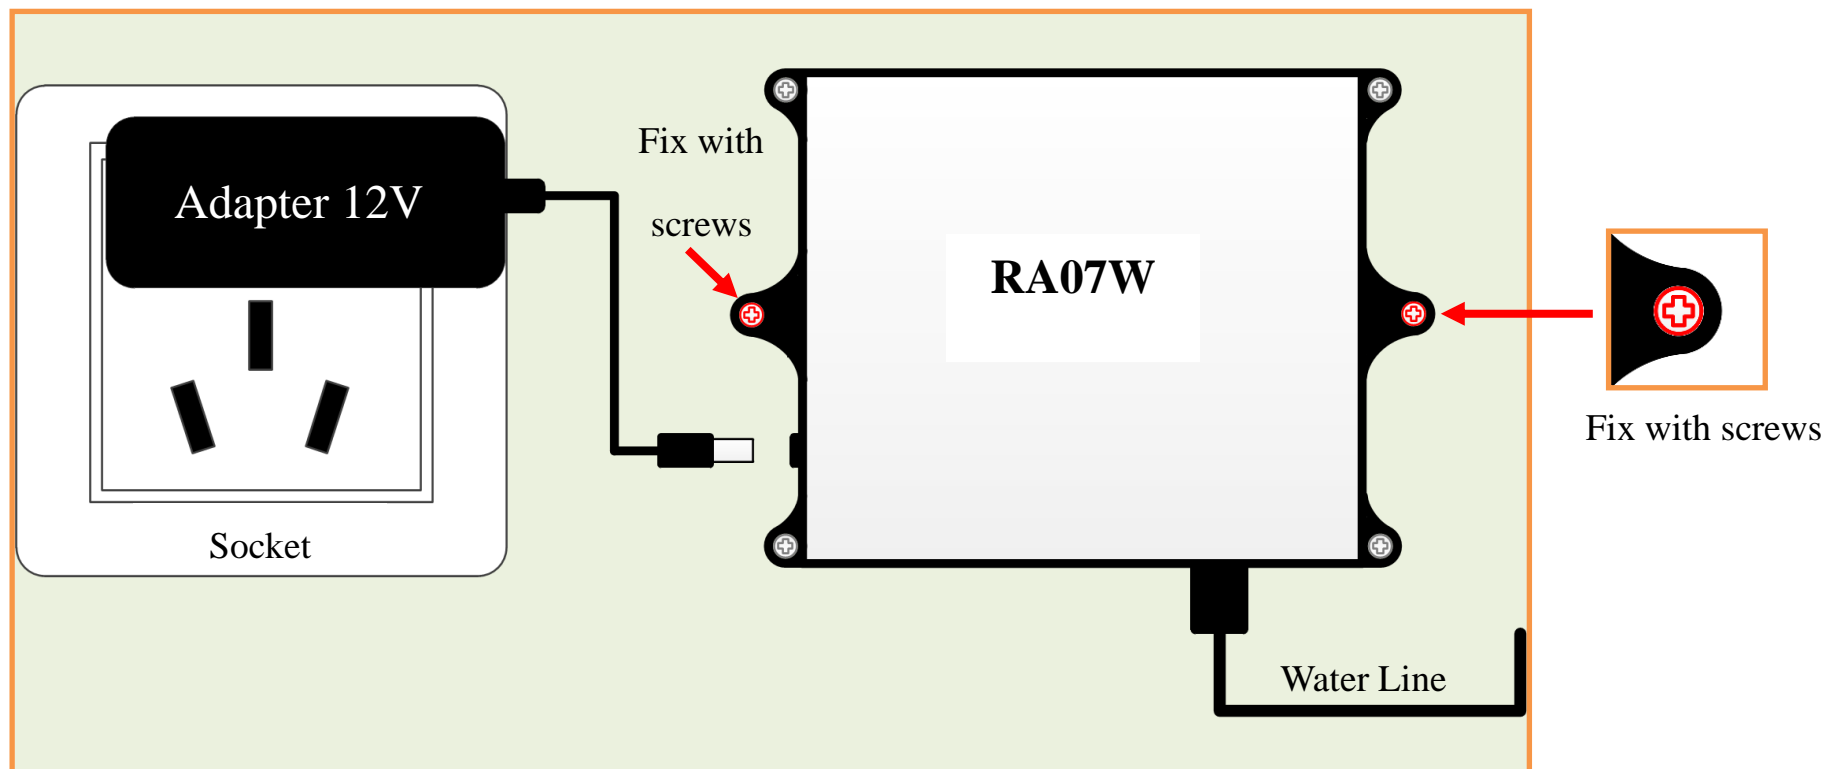 Fix with
screws
Adapter 12V
RA07W
Fix with screws
Socket
Water Line